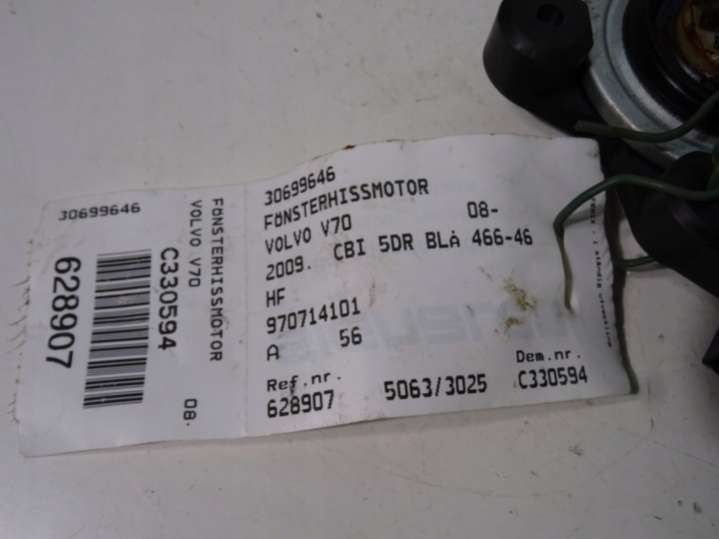 30699646
FÖNSTERHISSMOTOR
VOLVO V70 08-
2009. CBI 5DR BLÅ 466-46
HF
970714101
A 56
Ref.nr. Dem.nr.
628907 5063/3025 C330594
30699646
FÖNSTERHISSMOTOR
VOLVO V70 08-
C330594
628907